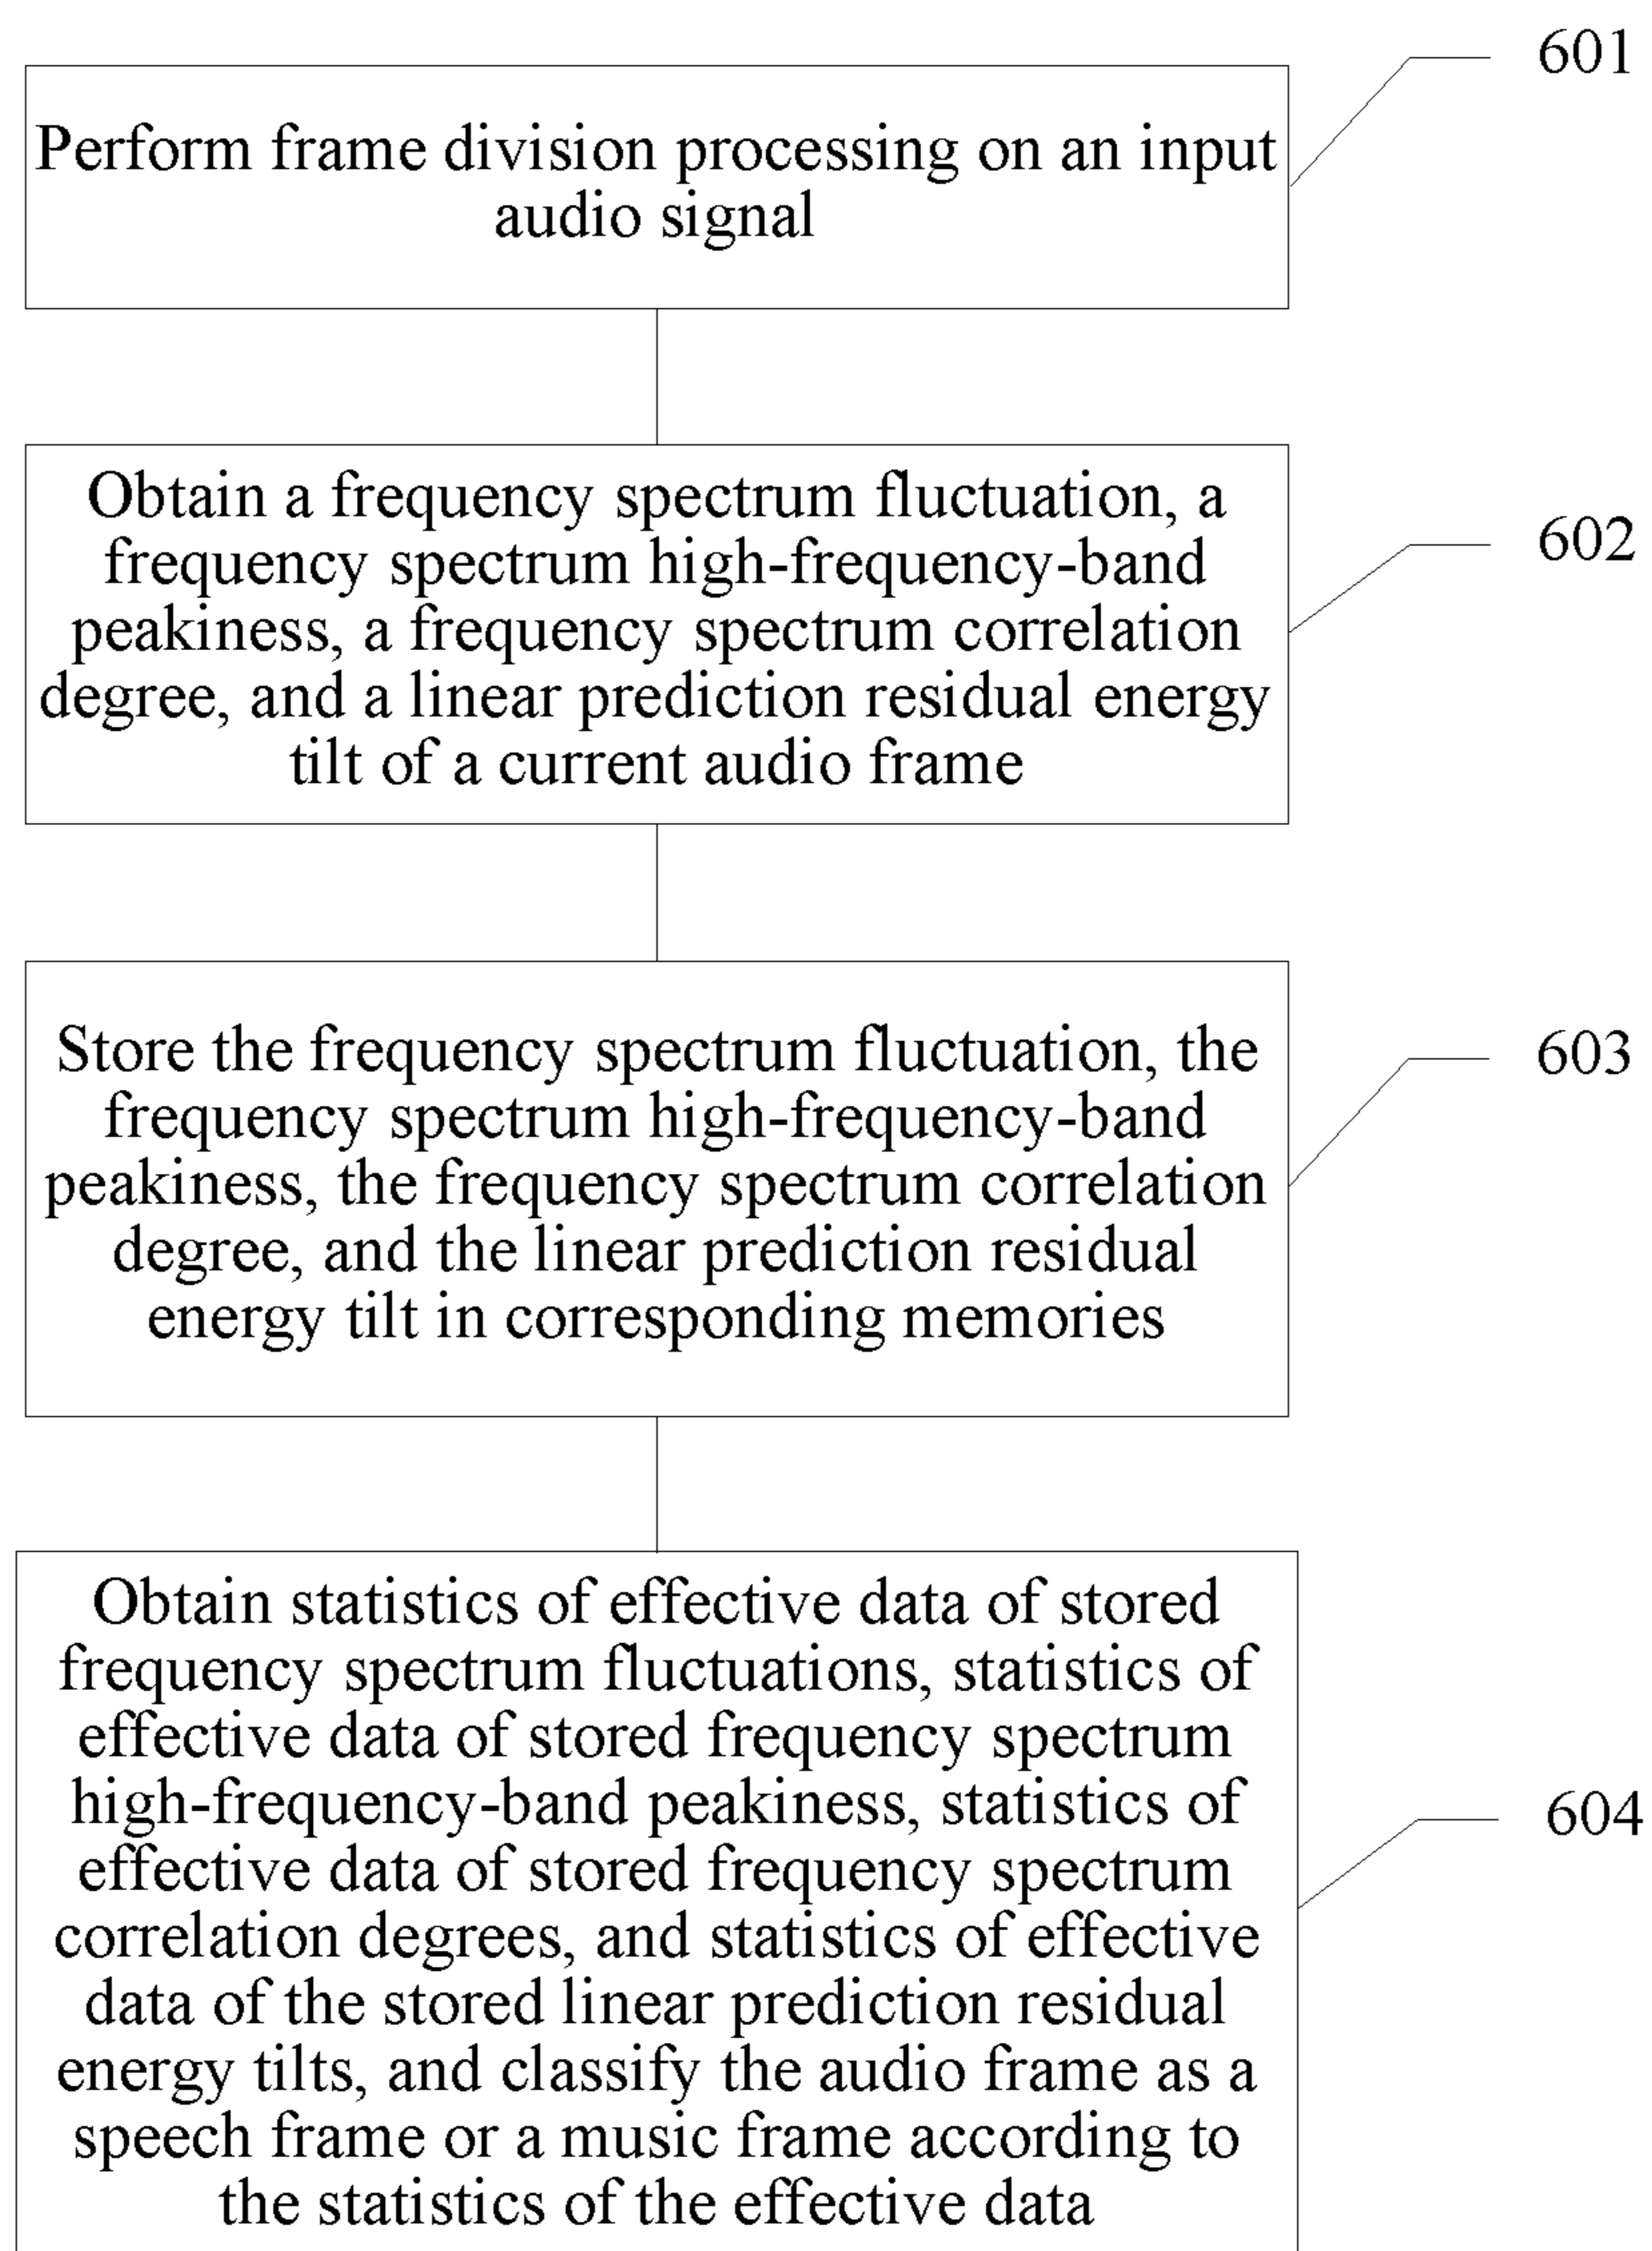 601
Perform frame division processing on an input
audio signal
Obtain a frequency spectrum fluctuation, a
frequency spectrum high-frequency-band
peakiness, a frequency spectrum correlation
degree, and a linear prediction residual energy
tilt of a current audio frame
602
Store the frequency spectrum fluctuation, the
frequency spectrum high-frequency-band
peakiness, the frequency spectrum correlation
degree, and the linear prediction residual
energy tilt in corresponding memories
603
Obtain statistics of effective data of stored
frequency spectrum fluctuations, statistics of
effective data of stored frequency spectrum
high-frequency-band peakiness, statistics of
effective data of stored frequency spectrum
correlation degrees, and statistics of effective
data of the stored linear prediction residual
energy tilts, and classify the audio frame as a
speech frame or a music frame according to
the statistics of the effective data
604